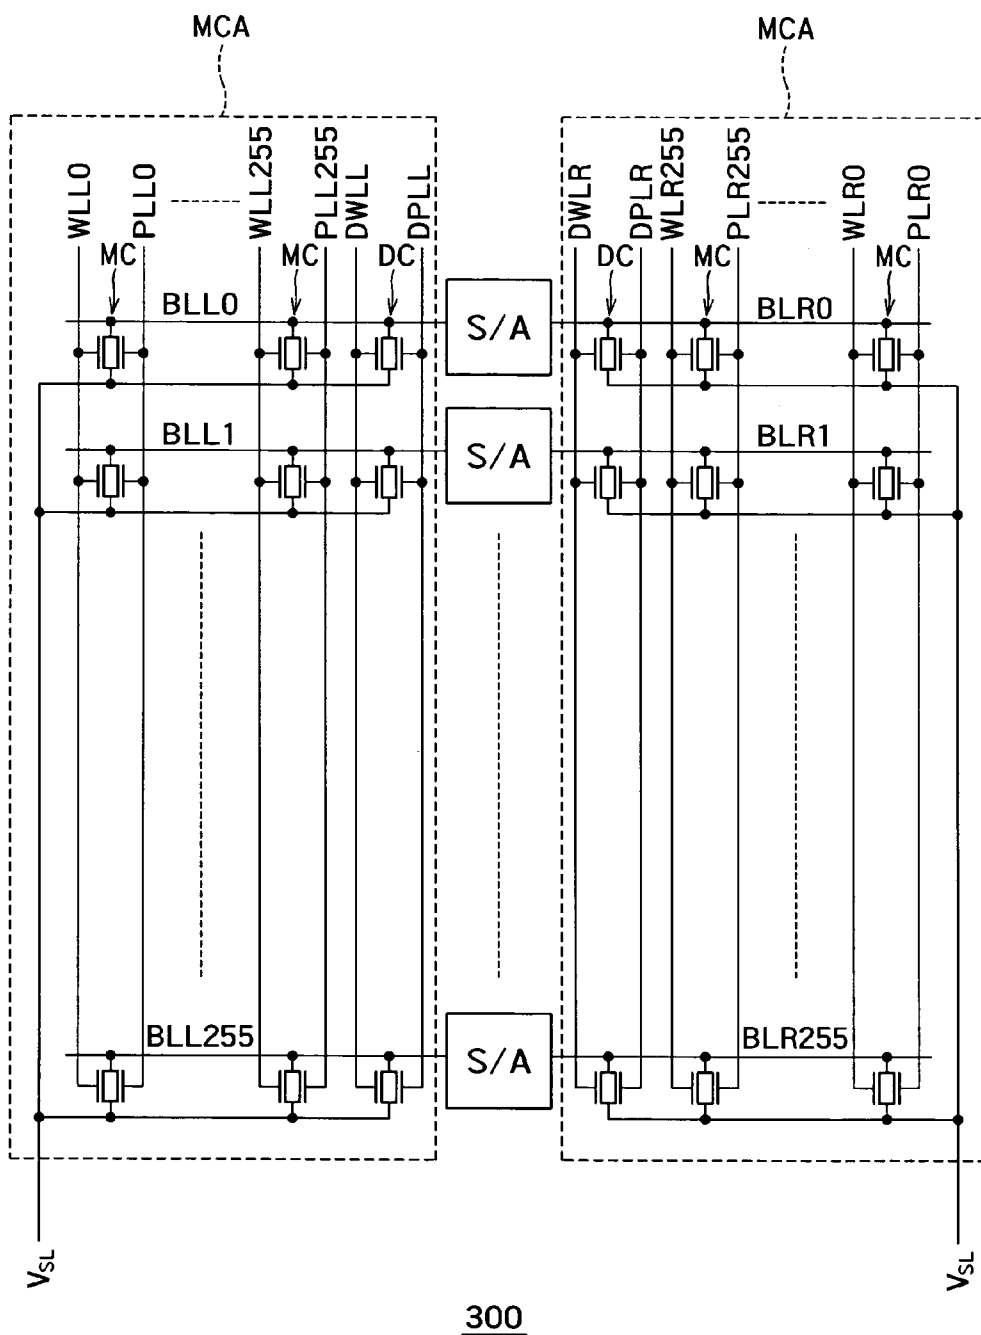 MCA MCA
WLL0 PLL0 WLL255 PLL255 DWLL DPLL DWLR DPLR WLR255 PLR255 WLR0 PLR0
MC MC DC DC MC MC
BLL0 S/A BLR0
BLL1 S/A BLR1
BLL255 S/A BLR255
VSL VSL
300